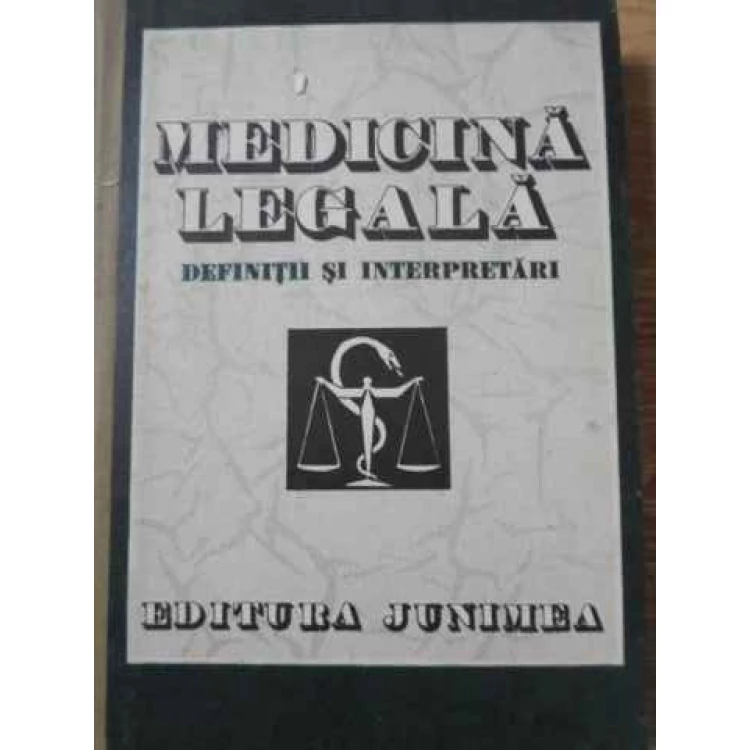 MEDICINĂ
LEGALĂ
DEFINIȚII ȘI INTERPRETĂRI
EDITURA JUNIMEA